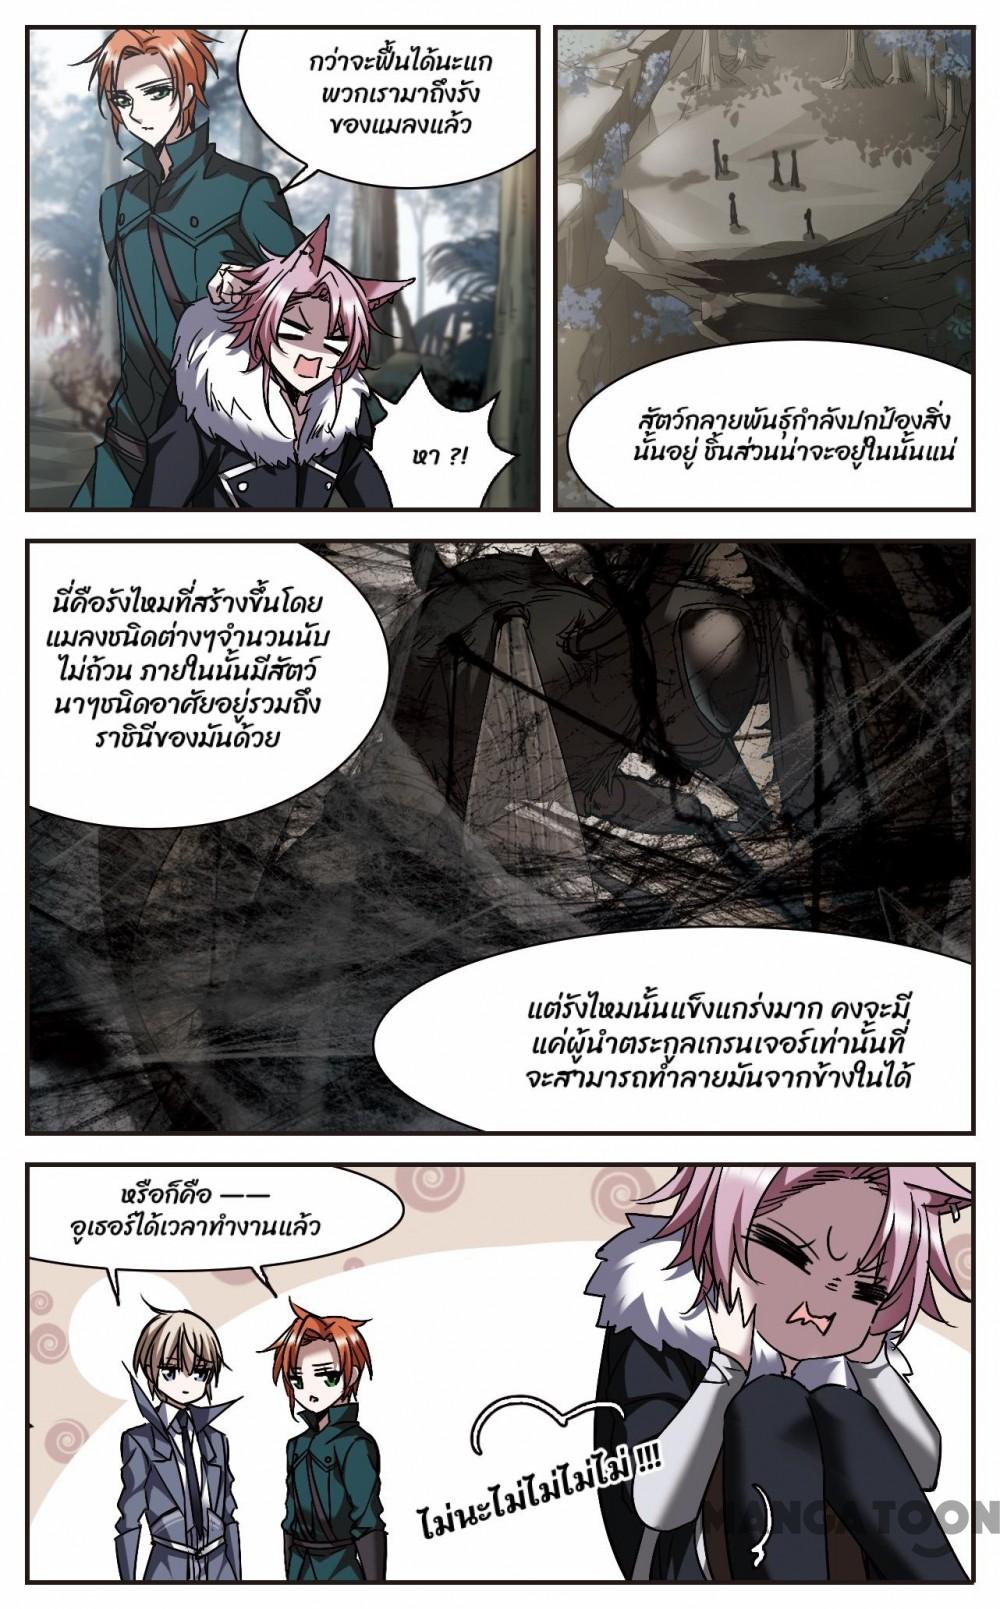 กว่าจะฟื้นได้นะแก
พวกเรามาถึงรัง
ของแมลงแล้ว
หา ?!
สัตว์กลายพันธุ์กำลังปกป้องสิ่ง
นั้นอยู่ ชิ้นส่วนน่าจะอยู่ในนั้นแน่
นี่คือรังไหมที่สร้างขึ้นโดย
แมลงชนิดต่างๆจำนวนนับ
ไม่ถ้วน ภายในนั้นมีสัตว์
นาๆชนิดอาศัยอยู่รวมถึง
ราชินีของมันด้วย
แต่รังไหมนั้นแข็งแกร่งมาก คงจะมี
แค่ผู้นำตระกูลเกรนเจอร์เท่านั้นที่
จะสามารถทำลายมันจากข้างในได้
หรือก็คือ ——
อูเธอร์ได้เวลาทำงานแล้ว
ไม่นะไม่ไม่ไม่ไม่ !!!
MANGATOON